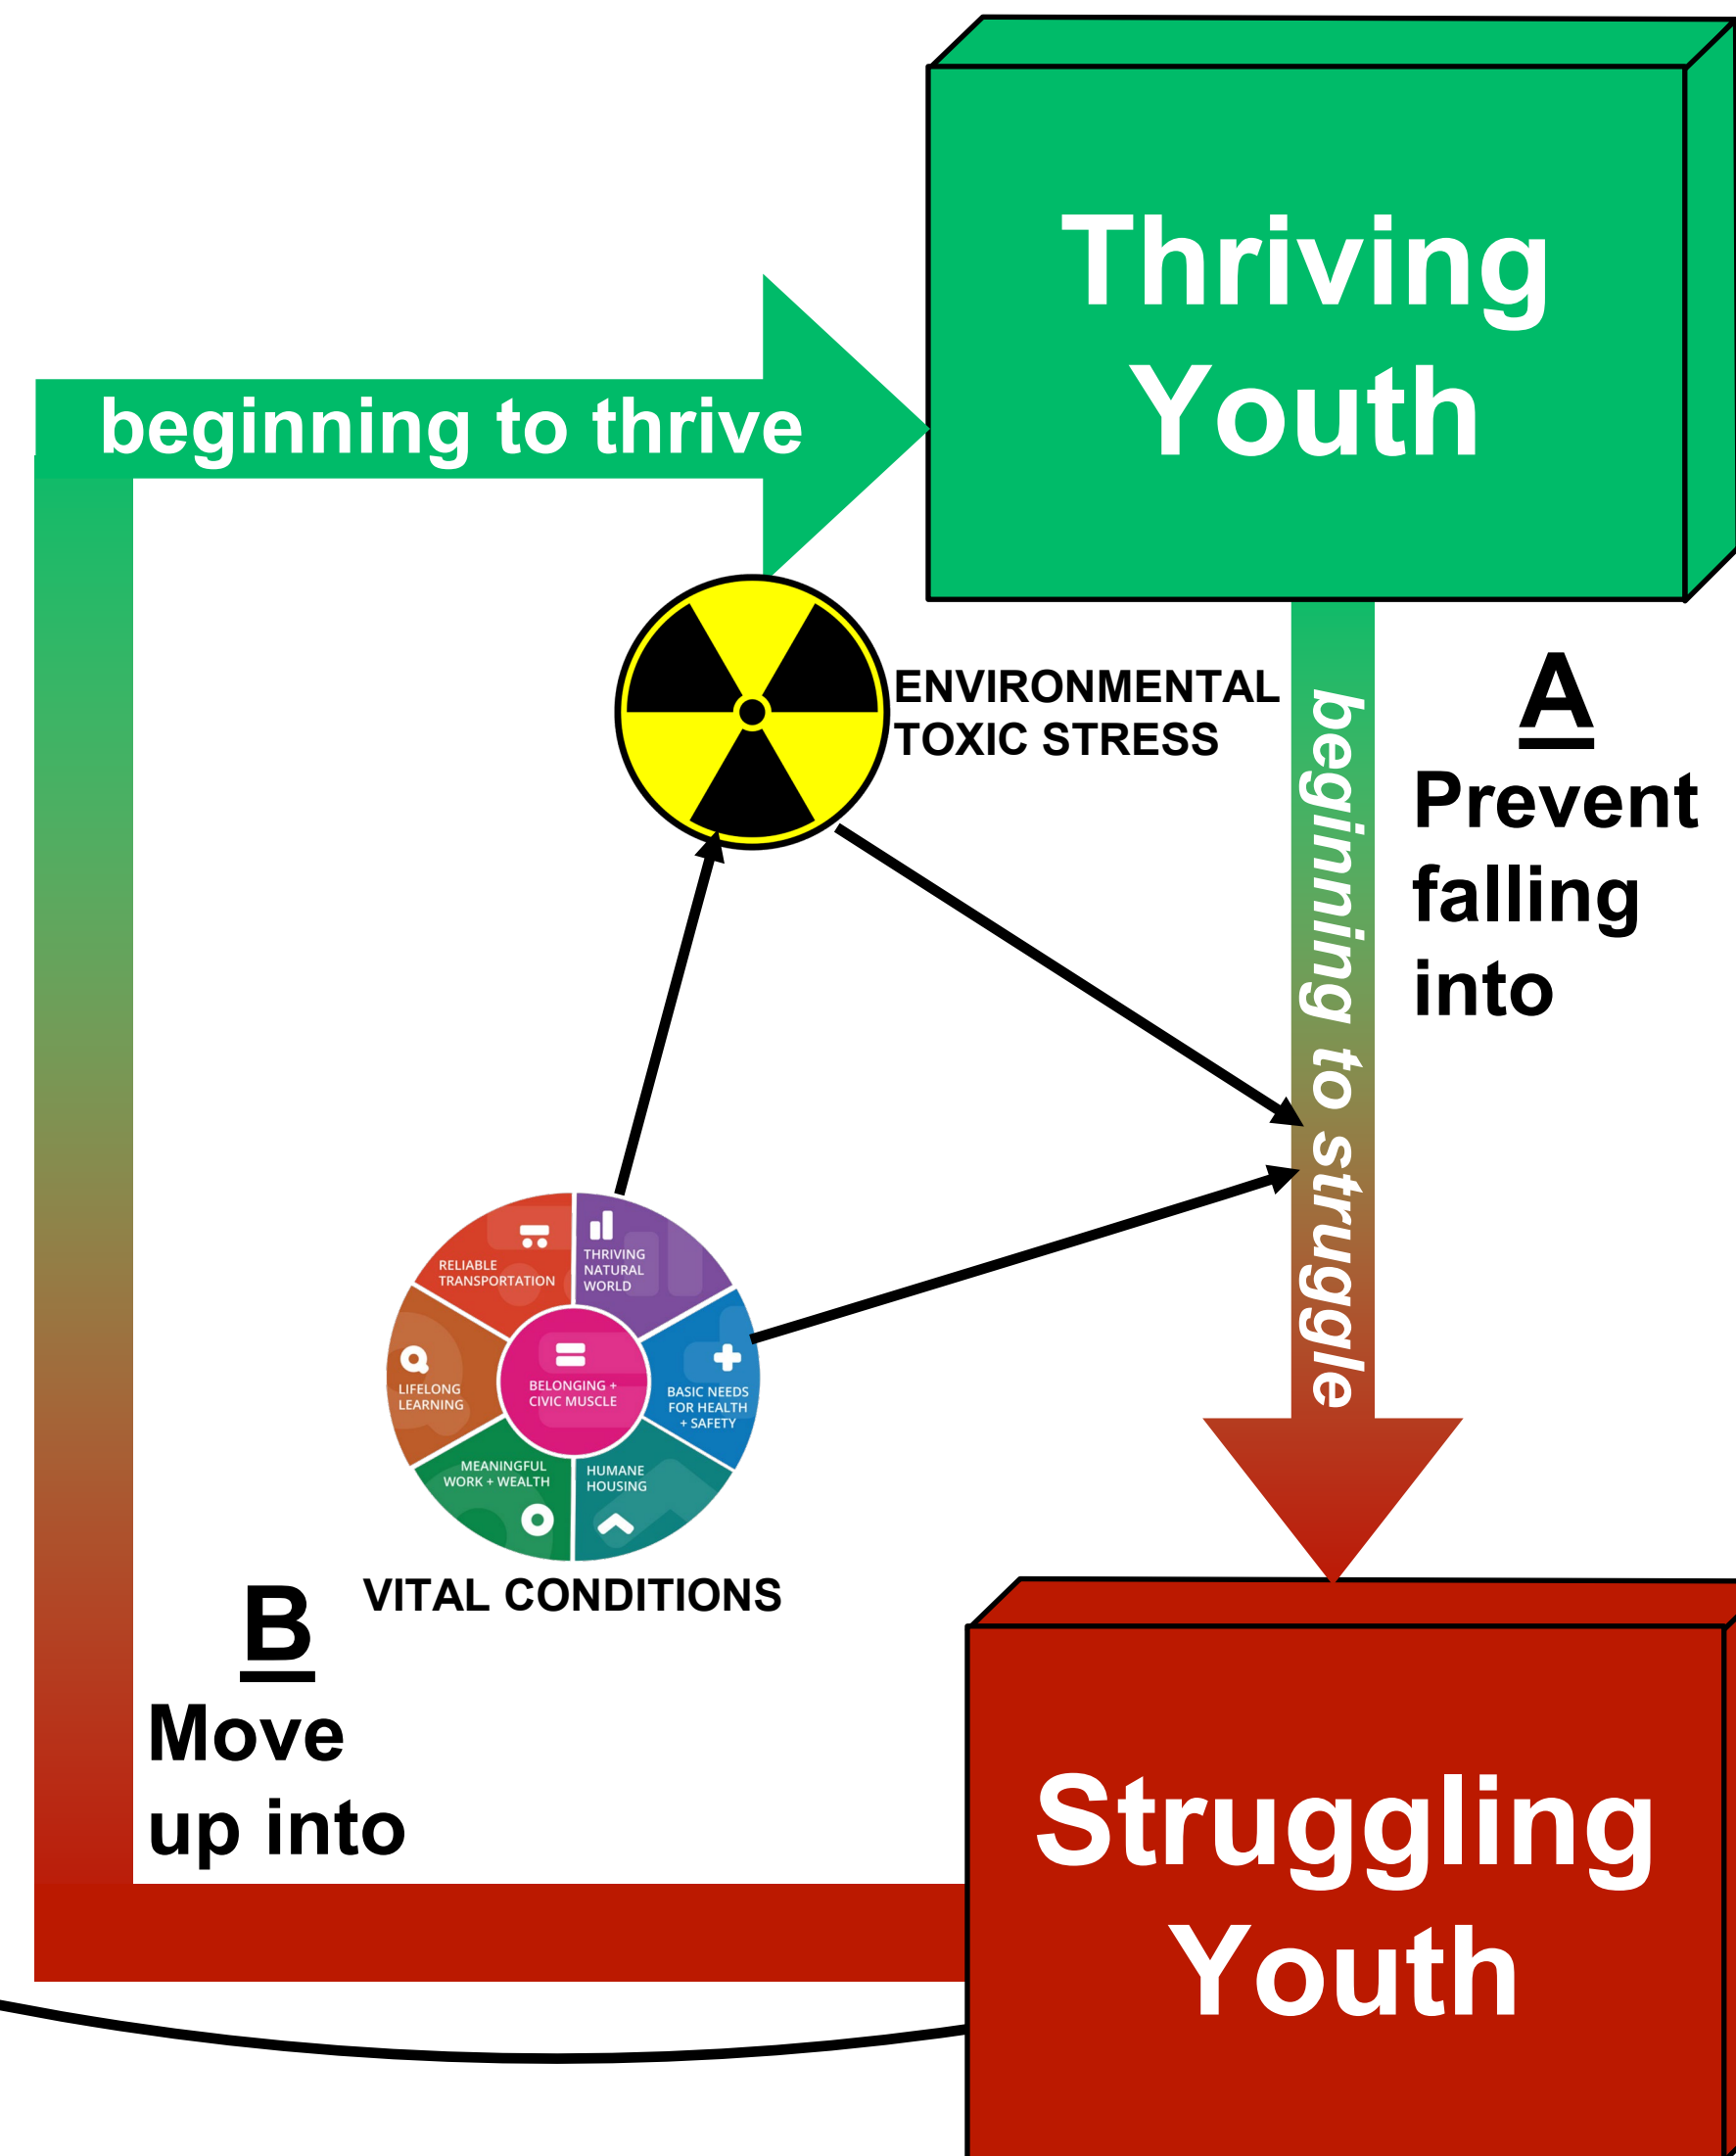 Thriving
Youth
beginning to thrive
ENVIRONMENTAL
TOXIC STRESS
A
Prevent
falling
into
beginning to struggle
RELIABLE
TRANSPORTATION
THRIVING
NATURAL
WORLD
LIFELONG
LEARNING
BELONGING +
CIVIC MUSCLE
BASIC NEEDS
FOR HEALTH
+ SAFETY
MEANINGFUL
WORK + WEALTH
HUMANE
HOUSING
VITAL CONDITIONS
B
Move
up into
Struggling
Youth